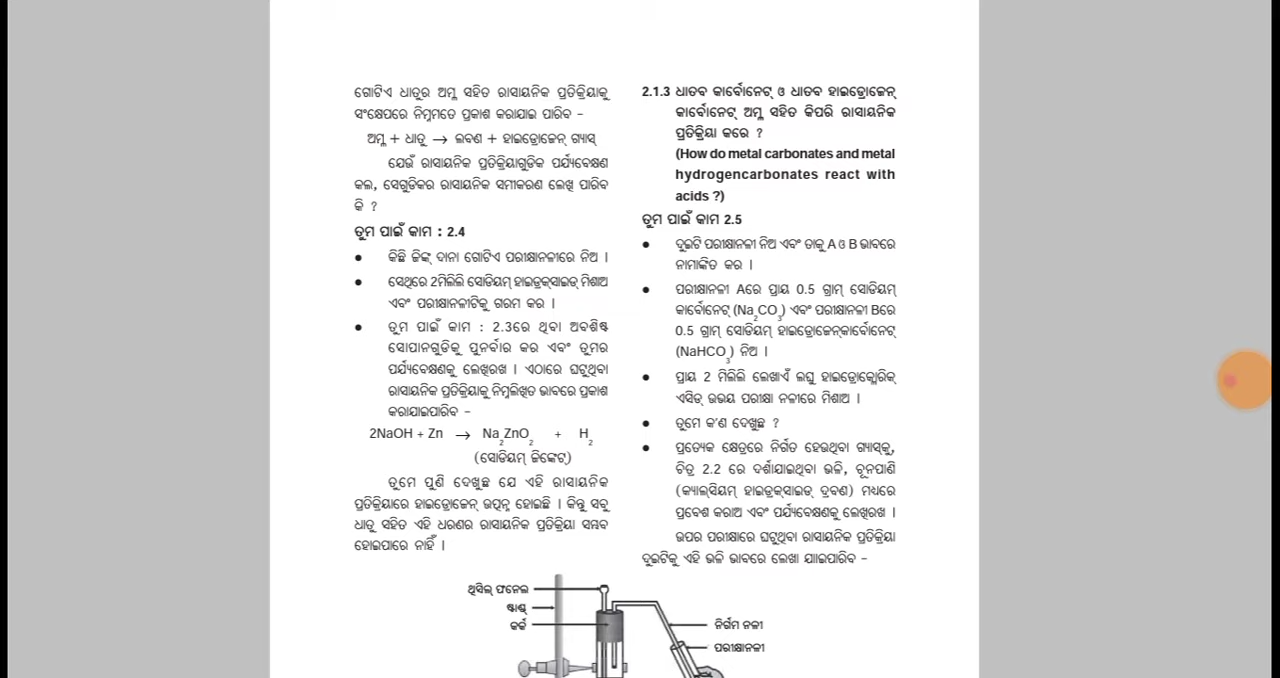 ଗୋଟିଏ ଧାତୁର ଅମ୍ଳ ସହିତ ରାସାୟନିକ ପ୍ରତିକ୍ରିୟାକୁ
ସଂକ୍ଷେପରେ ନିମ୍ନମତେ ପ୍ରକାଶ କରାଯାଇ ପାରିବ –
ଅମ୍ଳ + ଧାତୁ → ଲବଣ + ହାଇଡ୍ରୋଜେନ୍ ଗ୍ୟାସ୍
ଯେଉଁ ରାସାୟନିକ ପ୍ରତିକ୍ରିୟାଗୁଡିକ ପର୍ଯ୍ୟବେକ୍ଷଣ
କଲ, ସେଗୁଡିକର ରାସାୟନିକ ସମୀକରଣ ଲେଖି ପାରିବ
କି ?
ତୁମ ପାଇଁ କାମ : 2.4
● କିଛି ଜିଙ୍କ୍ ଦାନା ଗୋଟିଏ ପରୀକ୍ଷାନଳୀରେ ନିଅ ।
● ସେଥିରେ 2ମିଲିଲି ସୋଡିୟମ୍ ହାଇଡ୍ରକ୍‌ସାଇଡ୍ ମିଶାଅ
ଏବଂ ପରୀକ୍ଷାନଳୀଟିକୁ ଗରମ କର ।
● ତୁମ ପାଇଁ କାମ : 2.3ରେ ଥିବା ଅବଶିଷ୍ଟ
ସୋପାନଗୁଡିକୁ ପୁନର୍ବାର କର ଏବଂ ତୁମର
ପର୍ଯ୍ୟବେକ୍ଷଣକୁ ଲେଖିରଖ । ଏଠାରେ ଘଟୁଥିବା
ରାସାୟନିକ ପ୍ରତିକ୍ରିୟାକୁ ନିମ୍ନଲିଖିତ ଭାବରେ ପ୍ରକାଶ
କରାଯାଇପାରିବ –
2NaOH + Zn → Na₂ZnO₂ + H₂
(ସୋଡିୟମ୍ ଜିଙ୍କେଟ୍)
ତୁମେ ପୁଣି ଦେଖୁଛ ଯେ ଏହି ରାସାୟନିକ
ପ୍ରତିକ୍ରିୟାରେ ହାଇଡ୍ରୋଜେନ୍ ଉତ୍ପନ୍ନ ହୋଇଛି । କିନ୍ତୁ ସବୁ
ଧାତୁ ସହିତ ଏହି ଧରଣର ରାସାୟନିକ ପ୍ରତିକ୍ରିୟା ସମ୍ଭବ
ହୋଇପାରେ ନାହିଁ ।
2.1.3 ଧାତବ କାର୍ବୋନେଟ୍ ଓ ଧାତବ ହାଇଡ୍ରୋଜେନ୍
କାର୍ବୋନେଟ୍ ଅମ୍ଳ ସହିତ କିପରି ରାସାୟନିକ
ପ୍ରତିକ୍ରିୟା କରେ ?
(How do metal carbonates and metal
hydrogencarbonates react with
acids ?)
ତୁମ ପାଇଁ କାମ 2.5
● ଦୁଇଟି ପରୀକ୍ଷାନଳୀ ନିଅ ଏବଂ ତାକୁ A ଓ B ଭାବରେ
ନାମାଙ୍କିତ କର ।
● ପରୀକ୍ଷାନଳୀ Aରେ ପ୍ରାୟ 0.5 ଗ୍ରାମ୍ ସୋଡିୟମ୍
କାର୍ବୋନେଟ୍ (Na₂CO₃) ଏବଂ ପରୀକ୍ଷାନଳୀ Bରେ
0.5 ଗ୍ରାମ୍ ସୋଡିୟମ୍ ହାଇଡ୍ରୋଜେନ୍‌କାର୍ବୋନେଟ୍
(NaHCO₃) ନିଅ ।
● ପ୍ରାୟ 2 ମିଲିଲି ଲେଖାଏଁ ଲଘୁ ହାଇଡ୍ରୋକ୍ଲୋରିକ୍
ଏସିଡ୍ ଉଭୟ ପରୀକ୍ଷା ନଳୀରେ ମିଶାଅ ।
● ତୁମେ କ'ଣ ଦେଖୁଛ ?
● ପ୍ରତ୍ୟେକ କ୍ଷେତ୍ରରେ ନିର୍ଗତ ହେଉଥିବା ଗ୍ୟାସ୍‌କୁ,
ଚିତ୍ର 2.2 ରେ ଦର୍ଶାଯାଇଥିବା ଭଳି, ଚୂନପାଣି
(କ୍ୟାଲ୍‌ସିୟମ୍ ହାଇଡ୍ରକ୍‌ସାଇଡ୍ ଦ୍ରବଣ) ମଧ୍ୟରେ
ପ୍ରବେଶ କରାଅ ଏବଂ ପର୍ଯ୍ୟବେକ୍ଷଣକୁ ଲେଖିରଖ ।
ଉପର ପରୀକ୍ଷାରେ ଘଟୁଥିବା ରାସାୟନିକ ପ୍ରତିକ୍ରିୟା
ଦୁଇଟିକୁ ଏହି ଭଳି ଭାବରେ ଲେଖା ଯାଇପାରିବ –
ଥିସିଲ୍ ଫନେଲ
ଷ୍ଟାଣ୍ଡ୍
କର୍କ
ନିର୍ଗମ ନଳୀ
ପରୀକ୍ଷାନଳୀ